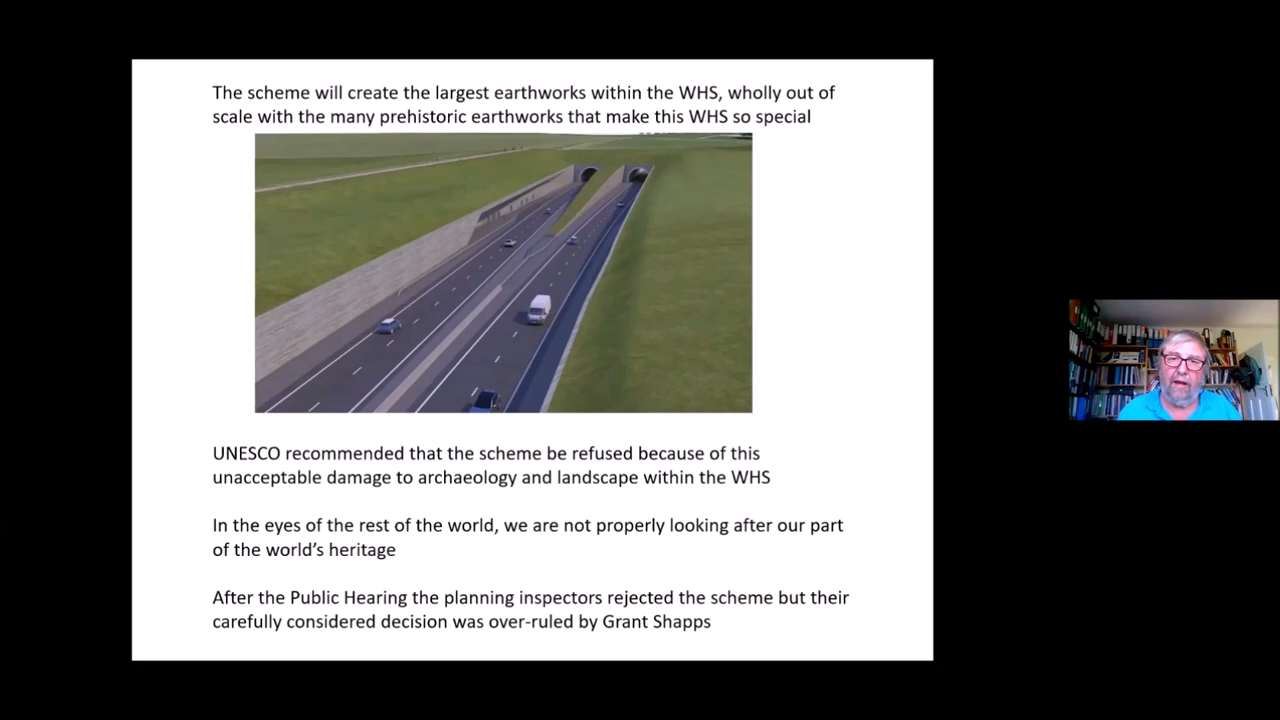 The scheme will create the largest earthworks within the WHS, wholly out of
scale with the many prehistoric earthworks that make this WHS so special
UNESCO recommended that the scheme be refused because of this
unacceptable damage to archaeology and landscape within the WHS
In the eyes of the rest of the world, we are not properly looking after our part
of the world’s heritage
After the Public Hearing the planning inspectors rejected the scheme but their
carefully considered decision was over-ruled by Grant Shapps